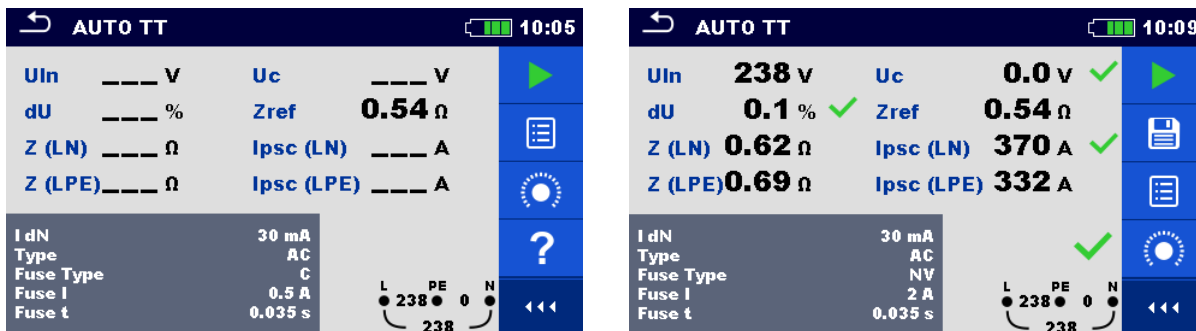 AUTO TT 10:05
Uln ___ V Uc ___ V
dU ___ % Zref 0.54 Ω
Z (LN) ___ Ω Ipsc (LN) ___ A
Z (LPE) ___ Ω Ipsc (LPE) ___ A
I dN 30 mA
Type AC
Fuse Type C
Fuse I 0.5 A
Fuse t 0.035 s
?
L PE N
238 0
238
AUTO TT 10:09
Uln 238 V Uc 0.0 V
dU 0.1 % Zref 0.54 Ω
Z (LN) 0.62 Ω Ipsc (LN) 370 A
Z (LPE) 0.69 Ω Ipsc (LPE) 332 A
I dN 30 mA
Type AC
Fuse Type NV
Fuse I 2 A
Fuse t 0.035 s
L PE N
238 0
238